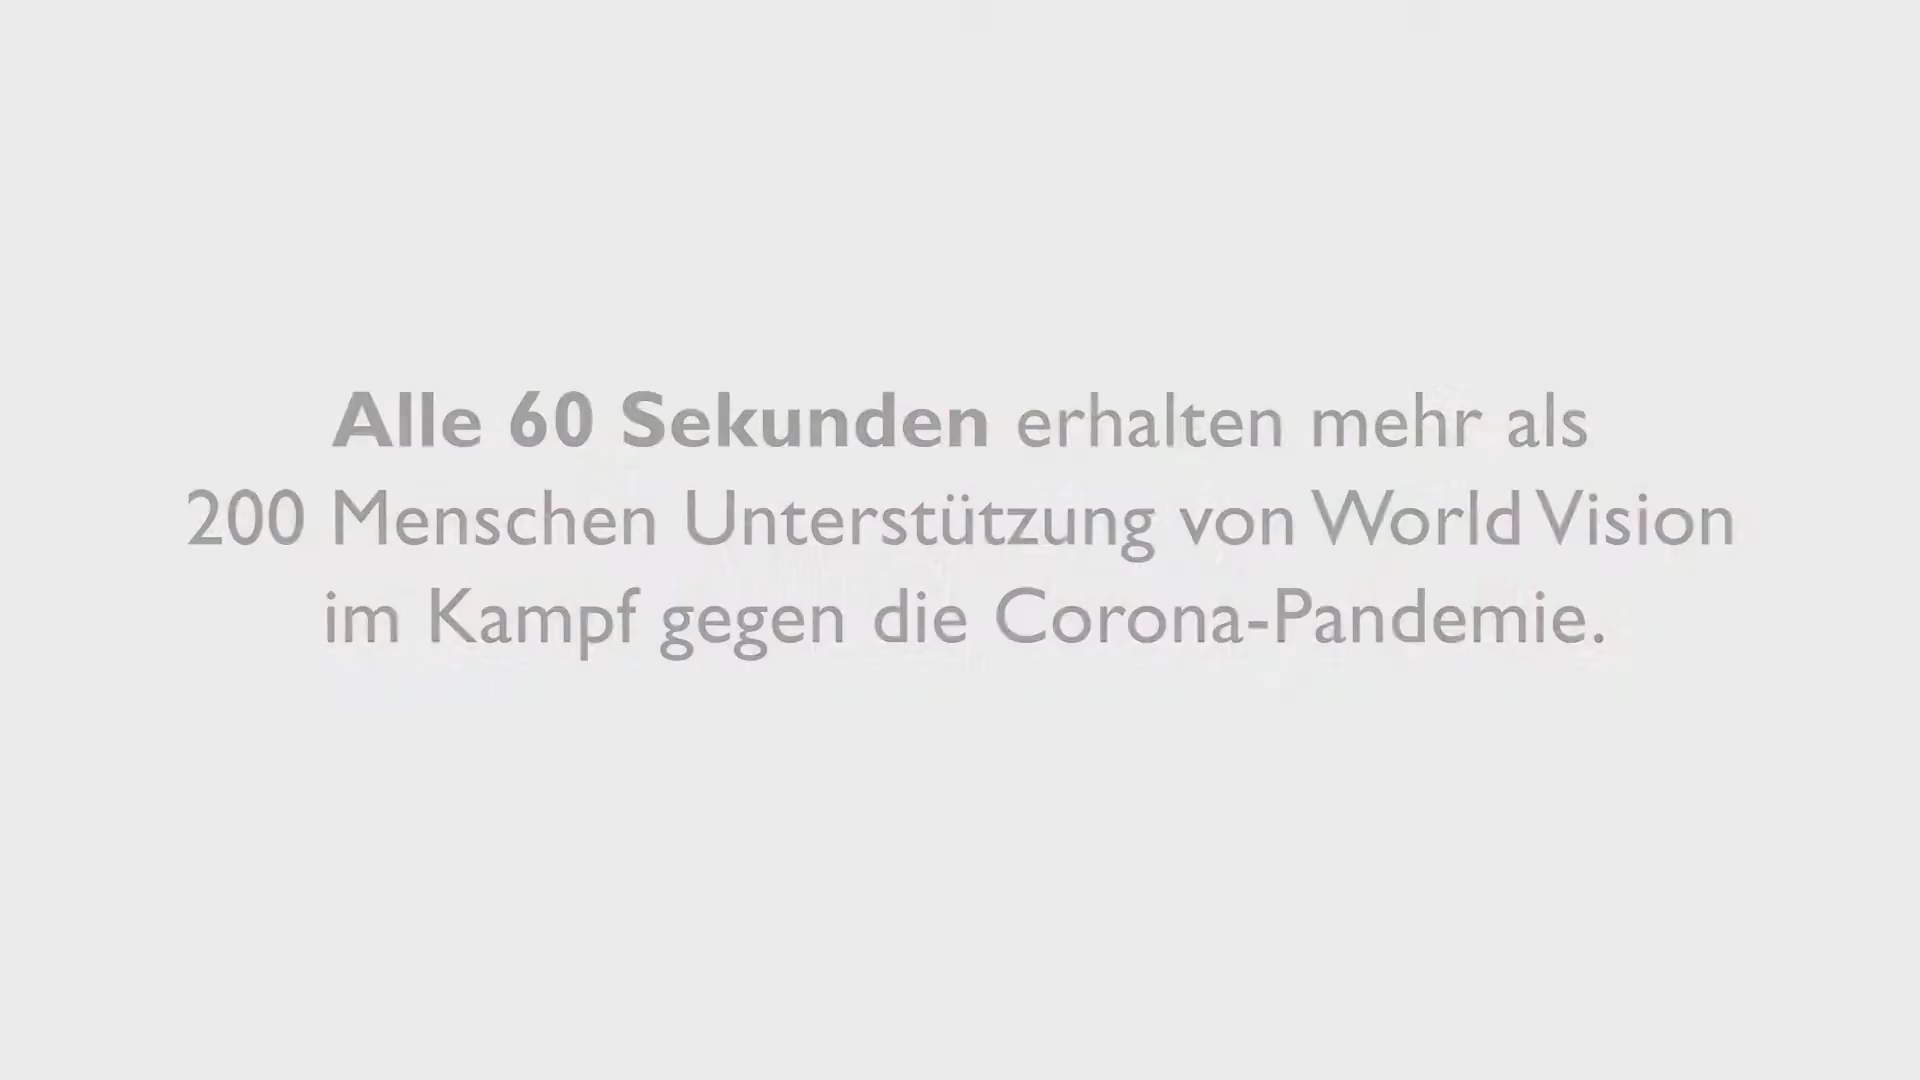 Alle 60 Sekunden erhalten mehr als
200 Menschen Unterstützung von World Vision
im Kampf gegen die Corona-Pandemie.